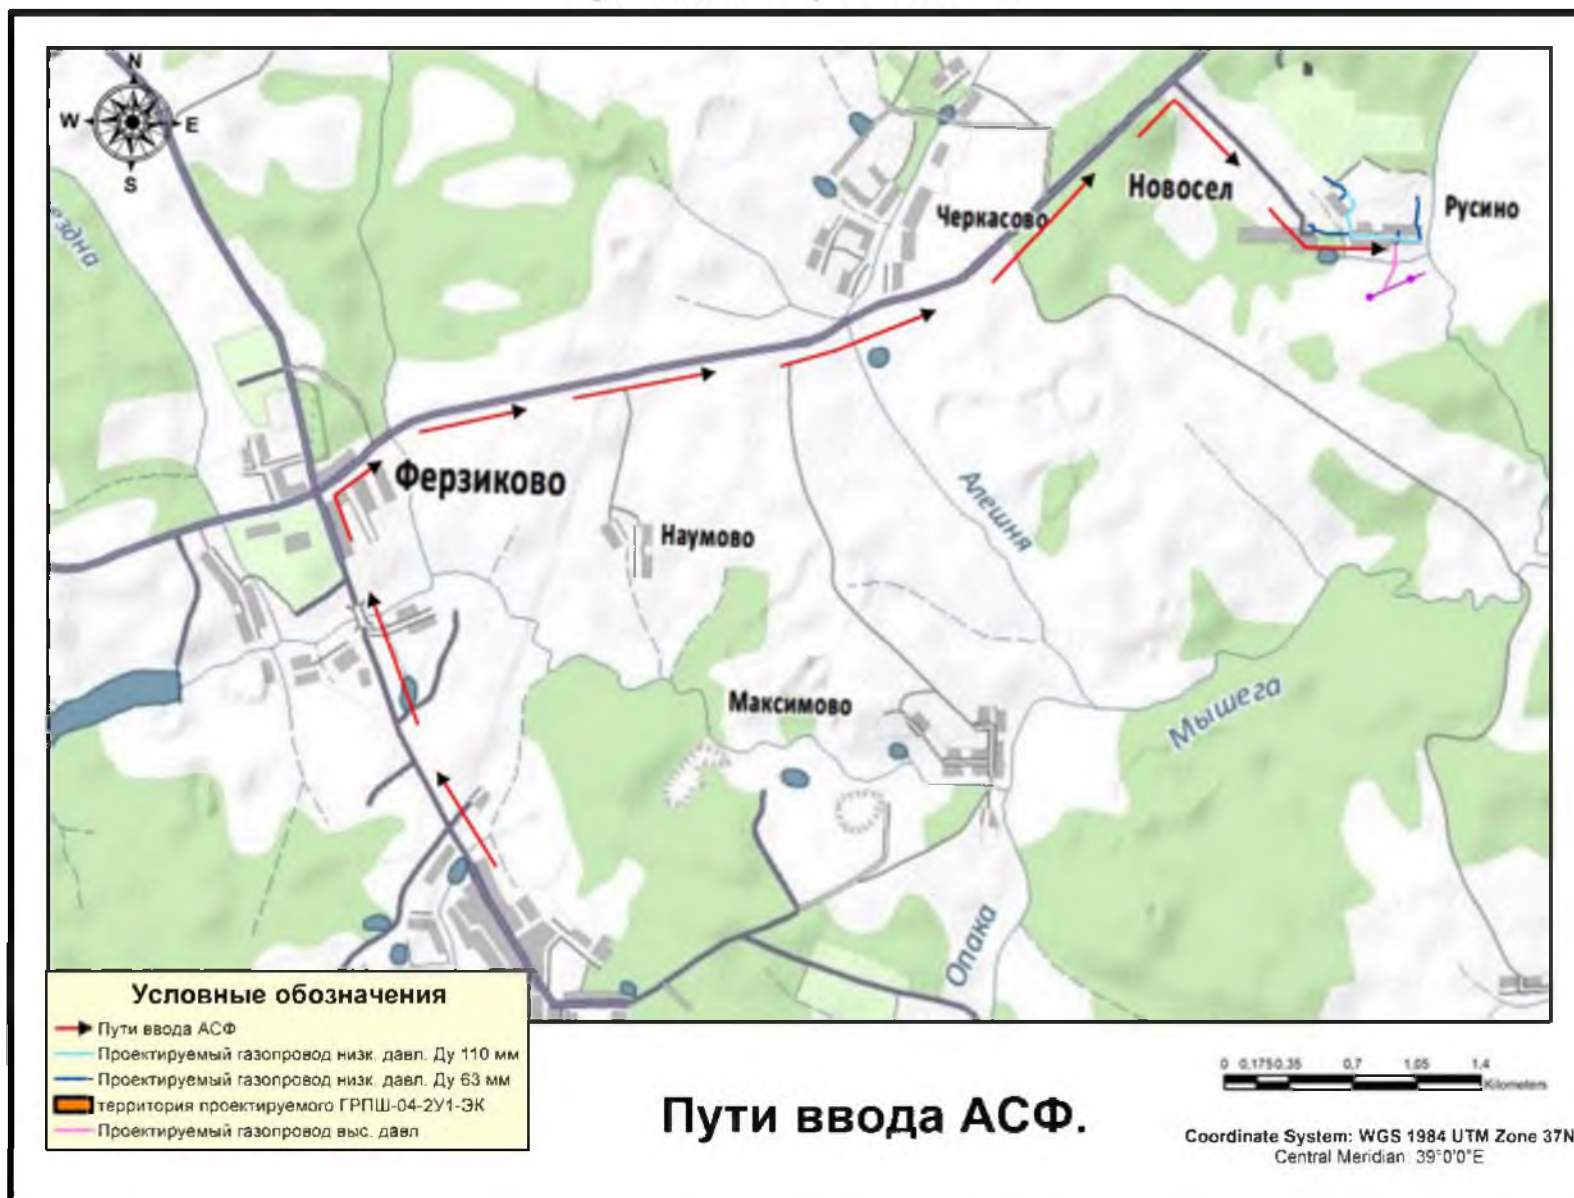 N
W
E
S
ездна
Черкасово
Новосел
Русино
Ферзиково
Алешня
Наумово
Максимово
Мышега
Опака
Условные обозначения
Пути ввода АСФ
Проектируемый газопровод низк. давл. Ду 110 мм
Проектируемый газопровод низк. давл. Ду 63 мм
территория проектируемого ГРПШ-04-2У1-ЭК
Проектируемый газопровод выс. давл
Пути ввода АСФ.
0 0,1750,35 0,7 1,05 1,4
Kilometers
Coordinate System: WGS 1984 UTM Zone 37N
Central Meridian: 39°0'0"E